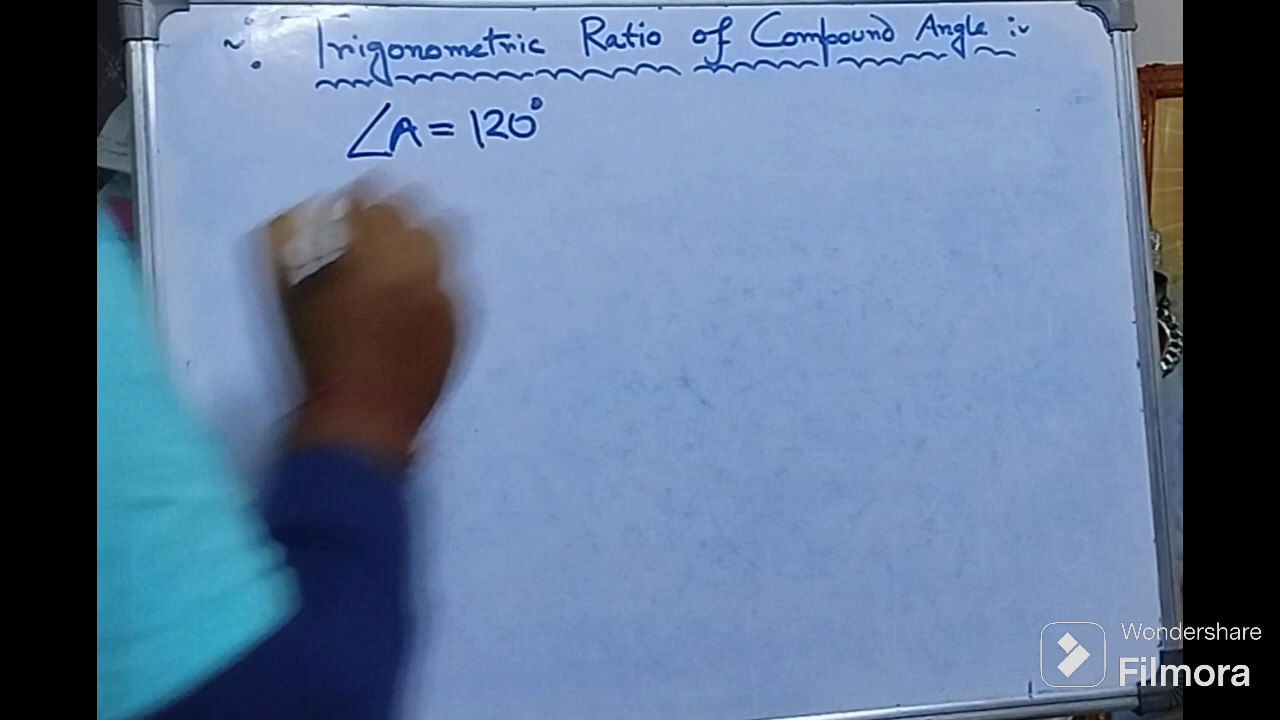 ~: Trigonometric Ratio of Compound Angle :~
∠A = 120°
Wondershare
Filmora